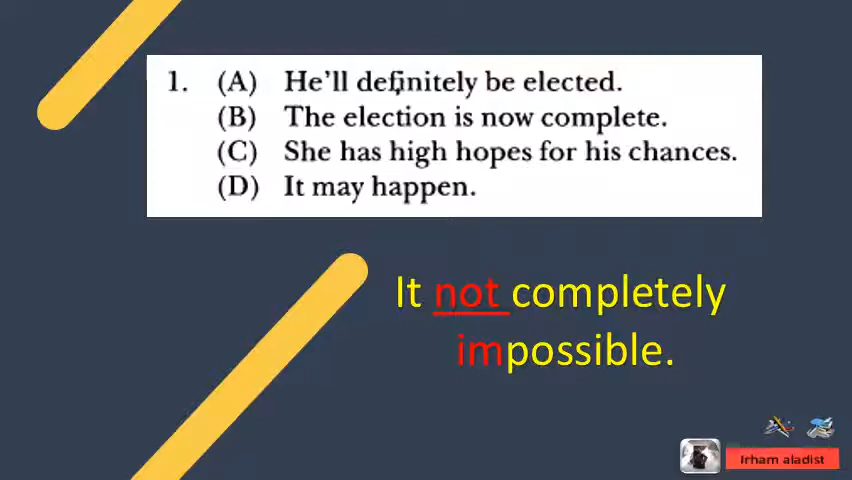 1. (A) He'll definitely be elected.
(B) The election is now complete.
(C) She has high hopes for his chances.
(D) It may happen.
It not completely
impossible.
Irham aladist